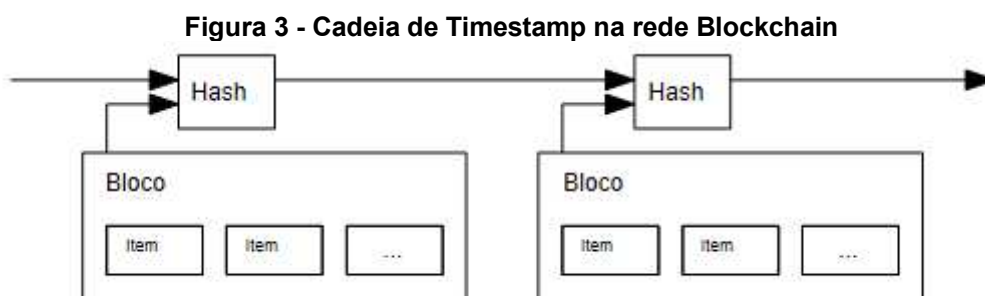 Figura 3 - Cadeia de Timestamp na rede Blockchain
Hash
Hash
Bloco
Bloco
Item
Item
...
Item
Item
...